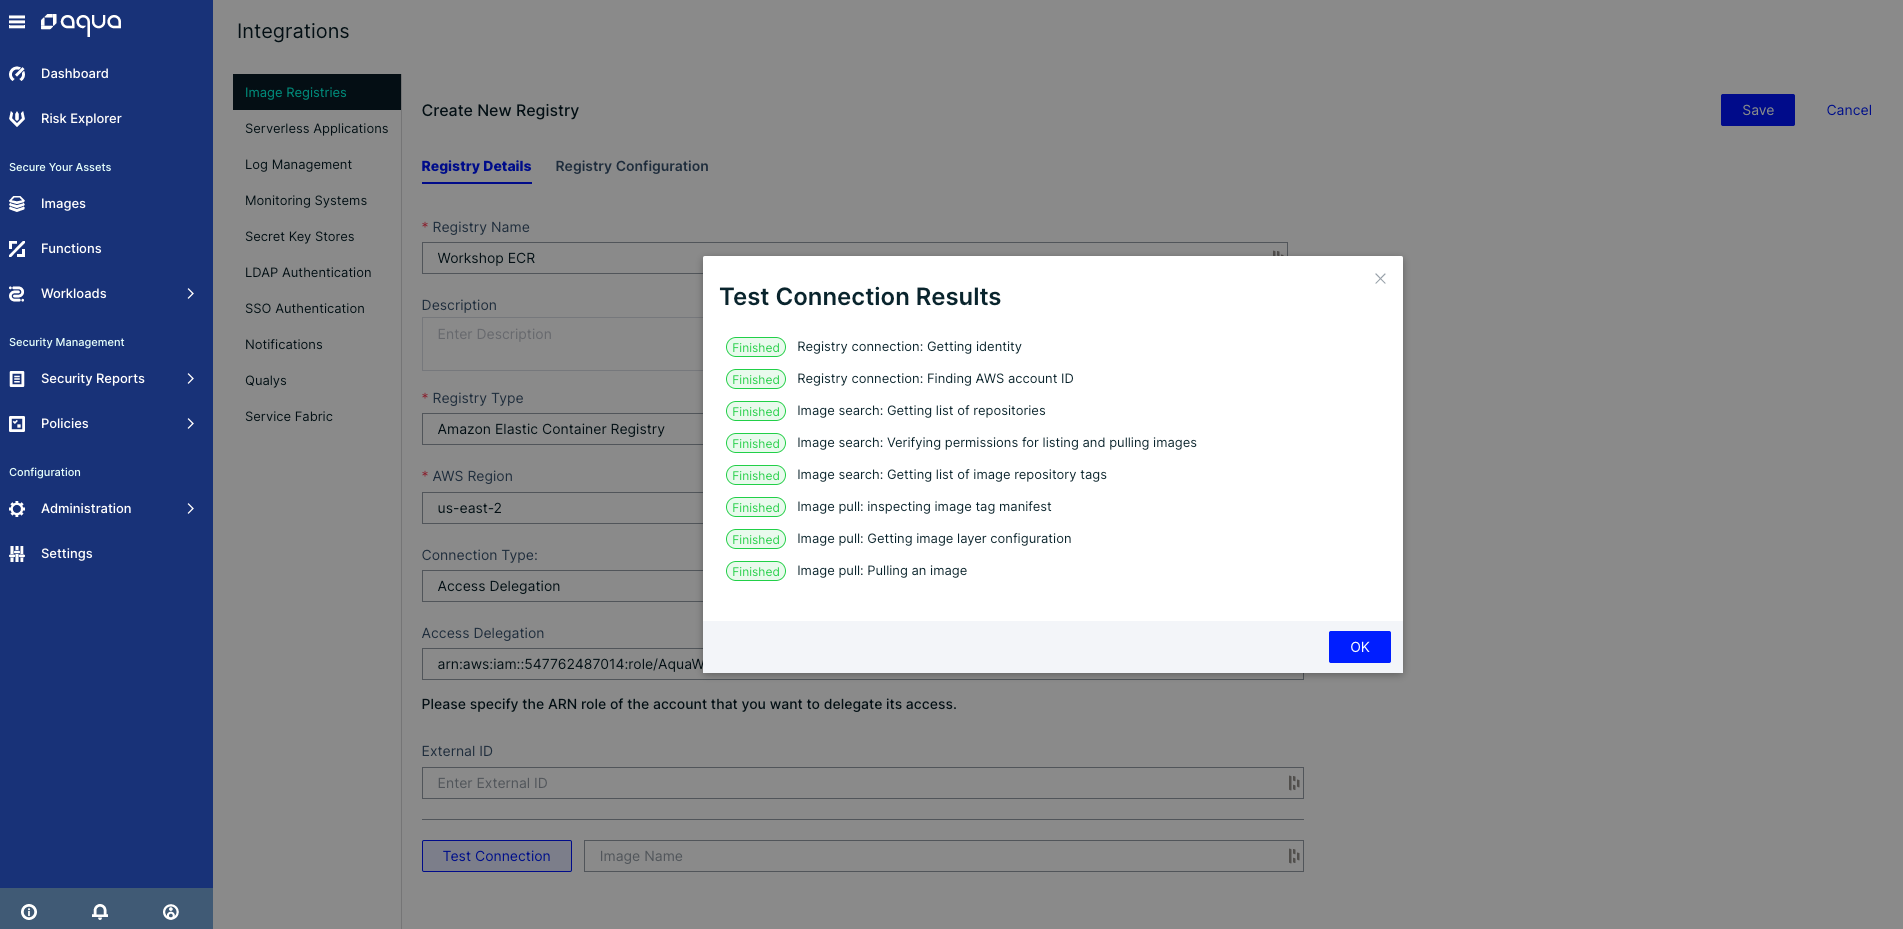 aqua
Dashboard
Risk Explorer
Secure Your Assets
Images
Functions
Workloads
Security Management
Security Reports
Policies
Configuration
Administration
Settings
Integrations
Image Registries
Serverless Applications
Log Management
Monitoring Systems
Secret Key Stores
LDAP Authentication
SSO Authentication
Notifications
Qualys
Service Fabric
Create New Registry
Save
Cancel
Registry Details
Registry Configuration
* Registry Name
Workshop ECR
Description
Enter Description
* Registry Type
Amazon Elastic Container Registry
* AWS Region
us-east-2
Connection Type:
Access Delegation
Access Delegation
arn:aws:iam::547762487014:role/AquaW
Please specify the ARN role of the account that you want to delegate its access.
External ID
Enter External ID
Test Connection
Image Name
Test Connection Results
Finished Registry connection: Getting identity
Finished Registry connection: Finding AWS account ID
Finished Image search: Getting list of repositories
Finished Image search: Verifying permissions for listing and pulling images
Finished Image search: Getting list of image repository tags
Finished Image pull: inspecting image tag manifest
Finished Image pull: Getting image layer configuration
Finished Image pull: Pulling an image
OK